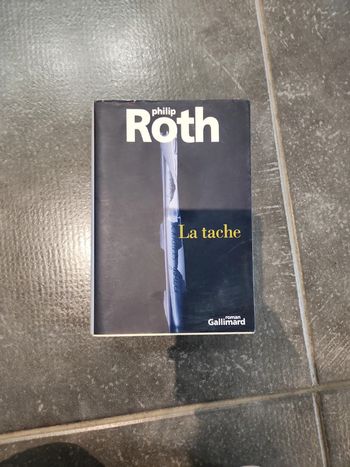 philip
Roth
La tache
roman
Gallimard